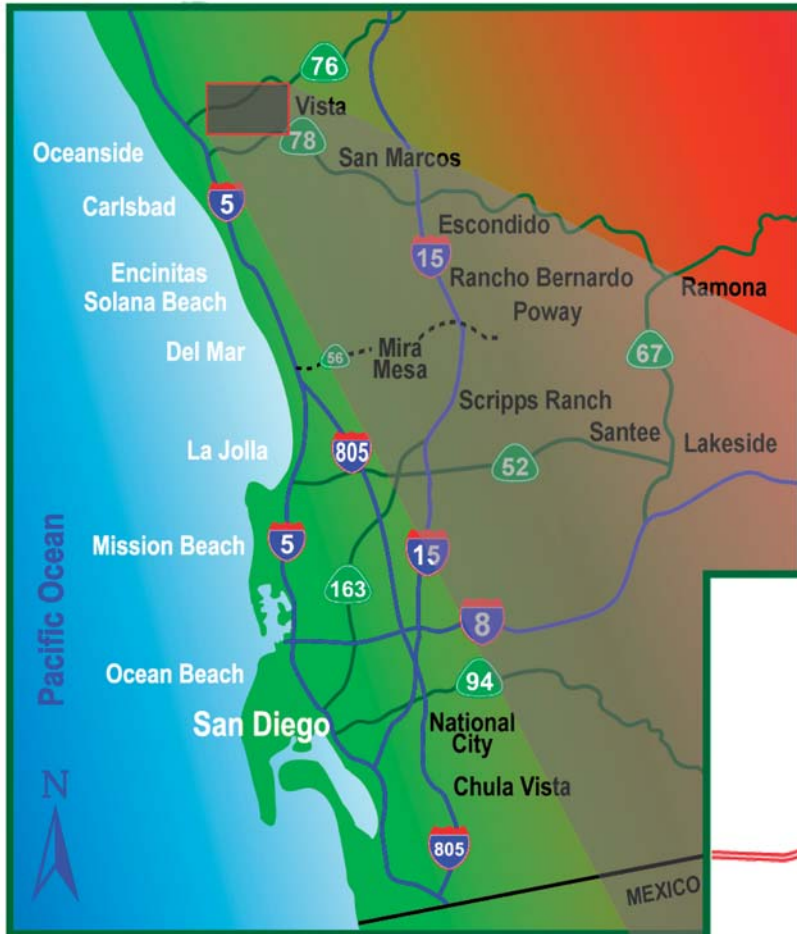 76
Vista
Oceanside
78
San Marcos
Carlsbad
5
Escondido
15
Encinitas
Solana Beach
Rancho Bernardo
Ramona
Poway
Del Mar
56
Mira
Mesa
67
Scripps Ranch
La Jolla
805
Santee
Lakeside
52
Pacific Ocean
Mission Beach
5
15
163
8
Ocean Beach
94
San Diego
National
City
N
Chula Vista
805
MEXICO